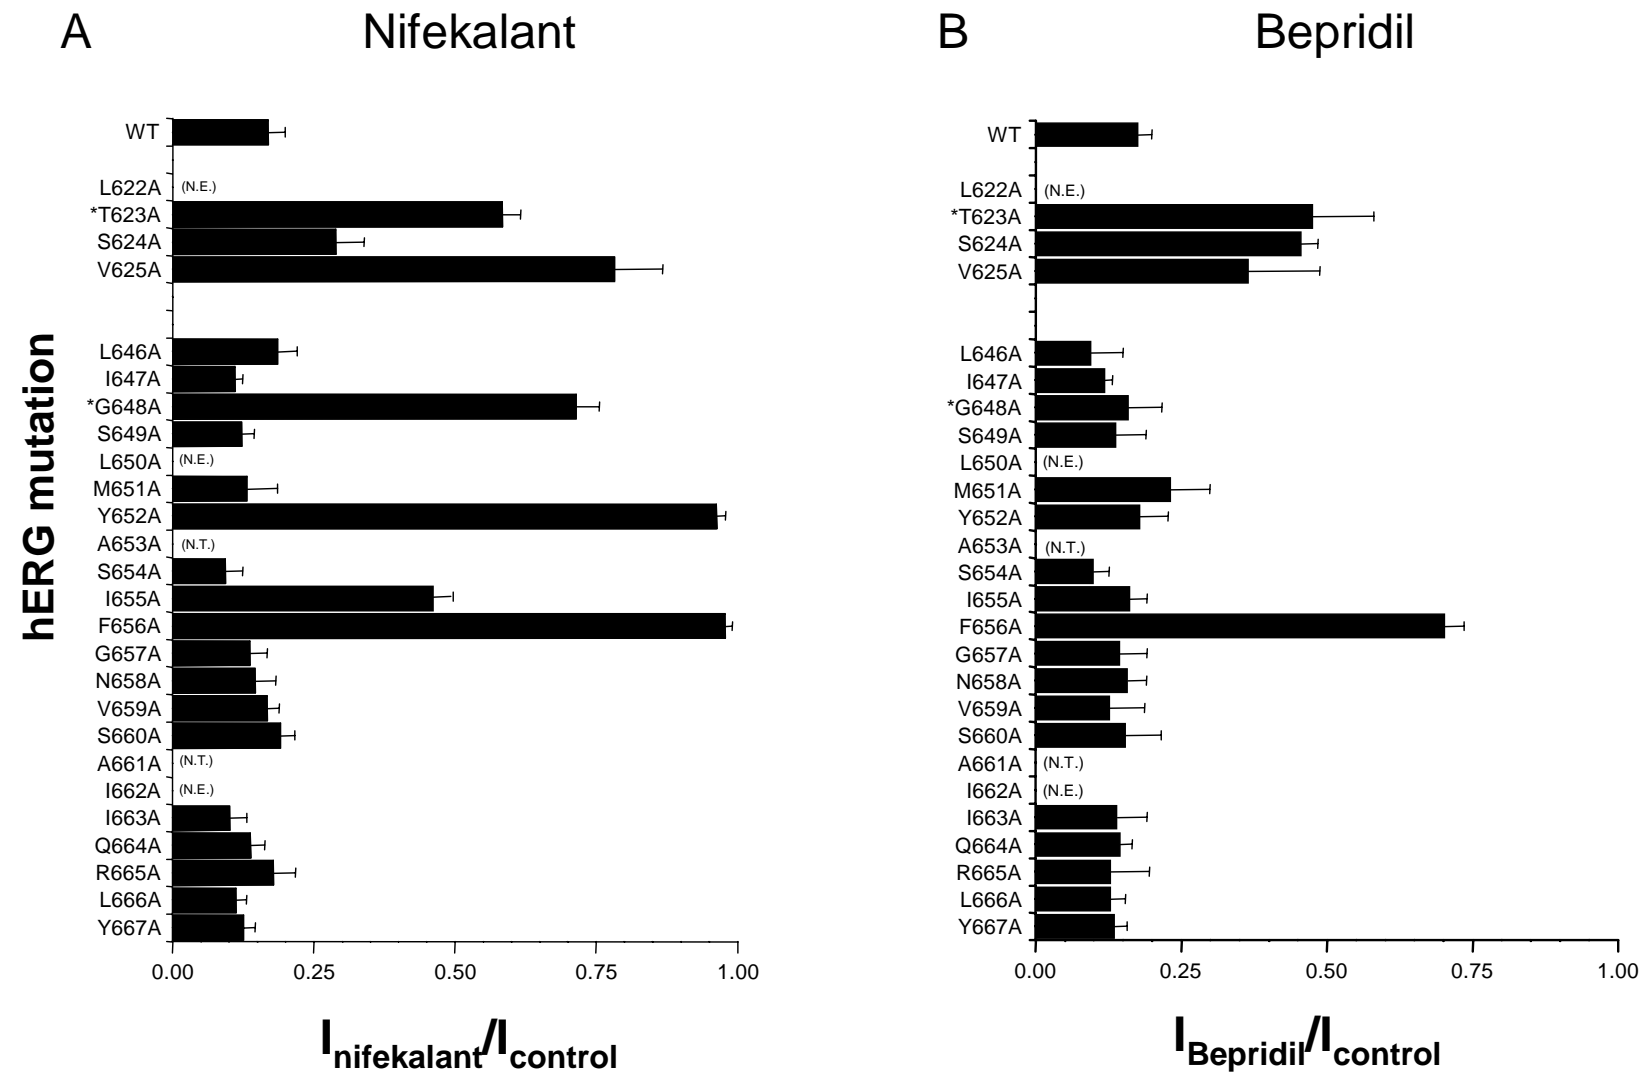 A Nifekalant
WT
L622A (N.E.)
*T623A
S624A
V625A
L646A
I647A
*G648A
S649A
L650A (N.E.)
M651A
Y652A
A653A (N.T.)
S654A
I655A
F656A
G657A
N658A
V659A
S660A
A661A (N.T.)
I662A (N.E.)
I663A
Q664A
R665A
L666A
Y667A
0.00 0.25 0.50 0.75 1.00
hERG mutation
Inifekalant/Icontrol
B Bepridil
WT
L622A (N.E.)
*T623A
S624A
V625A
L646A
I647A
*G648A
S649A
L650A (N.E.)
M651A
Y652A
A653A (N.T.)
S654A
I655A
F656A
G657A
N658A
V659A
S660A
A661A (N.T.)
I662A (N.E.)
I663A
Q664A
R665A
L666A
Y667A
0.00 0.25 0.50 0.75 1.00
IBepridil/Icontrol